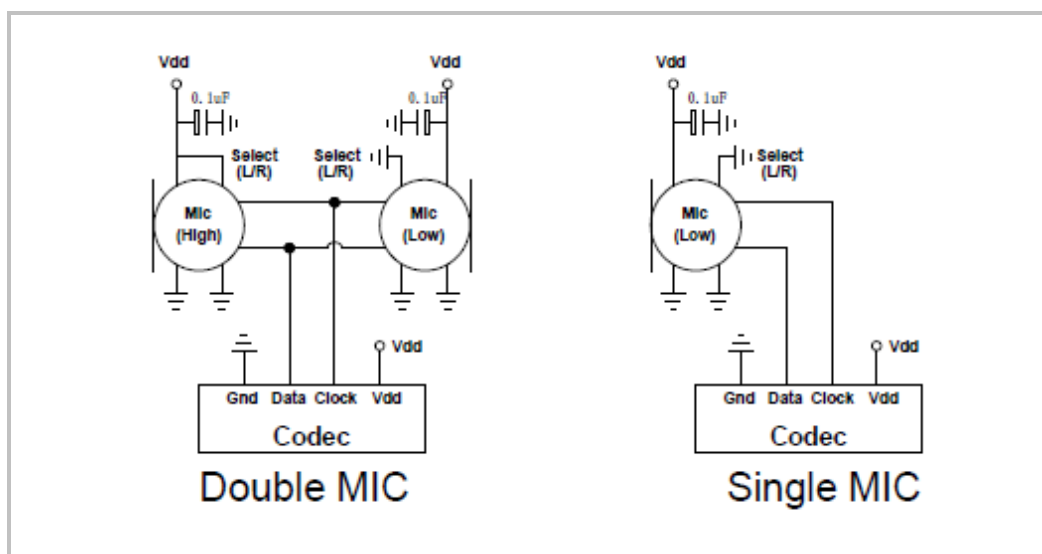 Vdd
0.1uF
Select
(L/R)
Mic
(High)
Vdd
0.1uF
Select
(L/R)
Mic
(Low)
Vdd
Gnd Data Clock Vdd
Codec
Double MIC
Vdd
0.1uF
Select
(L/R)
Mic
(Low)
Vdd
Gnd Data Clock Vdd
Codec
Single MIC